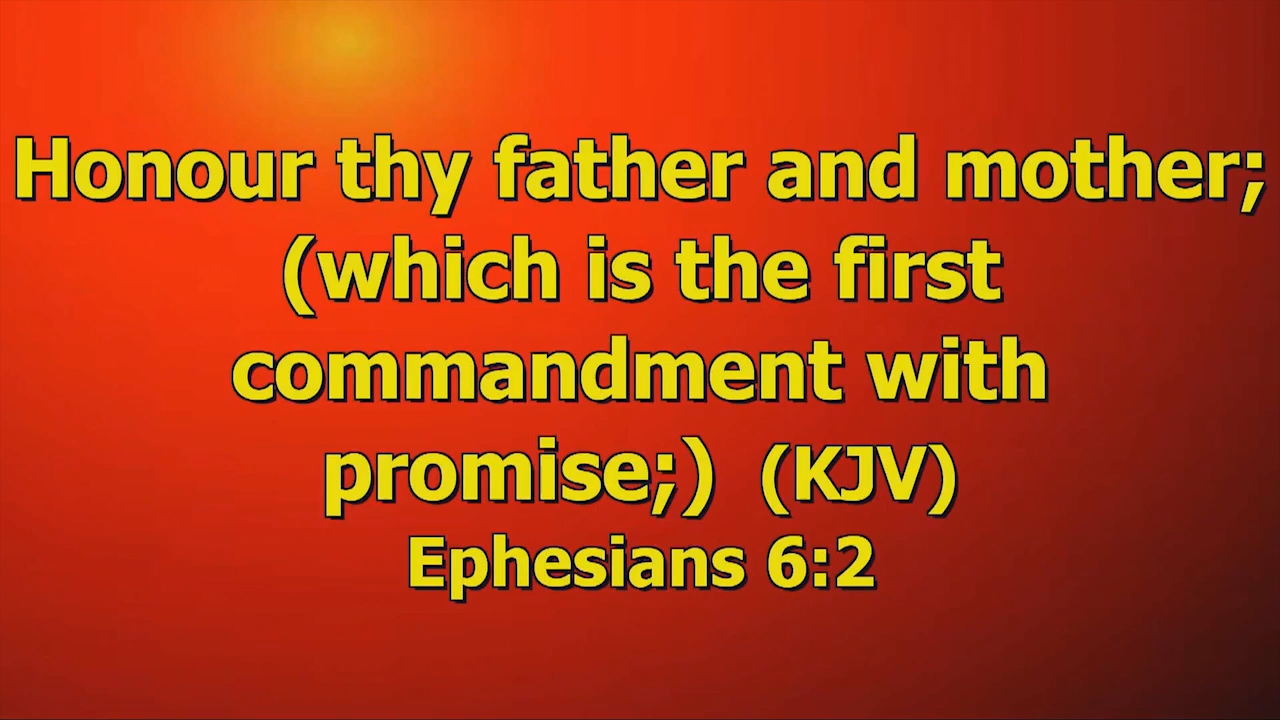 Honour thy father and mother;
(which is the first
commandment with
promise;) (KJV)
Ephesians 6:2